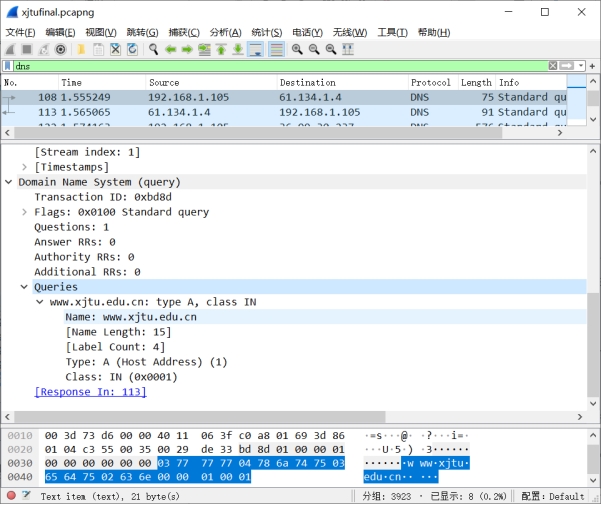 xjtufinal.pcapng
文件(F) 编辑(E) 视图(V) 跳转(G) 捕获(C) 分析(A) 统计(S) 电话(Y) 无线(W) 工具(T) 帮助(H)
dns
No. Time Source Destination Protocol Length Info
108 1.555249 192.168.1.105 61.134.1.4 DNS 75 Standard qu
113 1.565065 61.134.1.4 192.168.1.105 DNS 91 Standard qu
[Stream index: 1]
[Timestamps]
Domain Name System (query)
Transaction ID: 0xbd8d
Flags: 0x0100 Standard query
Questions: 1
Answer RRs: 0
Authority RRs: 0
Additional RRs: 0
Queries
www.xjtu.edu.cn: type A, class IN
Name: www.xjtu.edu.cn
[Name Length: 15]
[Label Count: 4]
Type: A (Host Address) (1)
Class: IN (0x0001)
[Response In: 113]
0010 00 3d 73 d6 00 00 40 11 06 3f c0 a8 01 69 3d 86 ·=s···@· ·?···i=·
0020 01 04 c3 55 00 35 00 29 de 33 bd 8d 01 00 00 01 ···U·5·) ·3······
0030 00 00 00 00 00 00 03 77 77 77 04 78 6a 74 75 03 ·······w ww·xjtu·
0040 65 64 75 02 63 6e 00 00 01 00 01 edu·cn·· ···
Text item (text), 21 byte(s) 分组: 3923 · 已显示: 8 (0.2%) 配置: Default